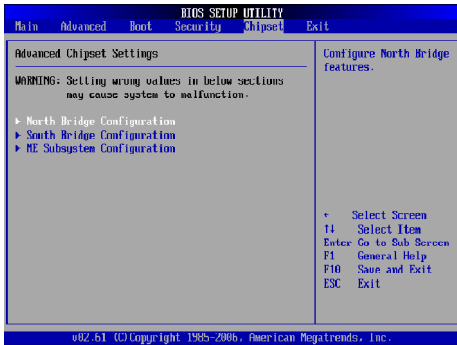 BIOS SETUP UTILITY
Main Advanced Boot Security Chipset Exit
Advanced Chipset Settings
WARNING: Setting wrong values in below sections
may cause system to malfunction.
▶ North Bridge Configuration
▶ South Bridge Configuration
▶ ME Subsystem Configuration
Configure North Bridge
features.
← Select Screen
↑↓ Select Item
Enter Go to Sub Screen
F1 General Help
F10 Save and Exit
ESC Exit
v02.61 (C)Copyright 1985-2006, American Megatrends, Inc.